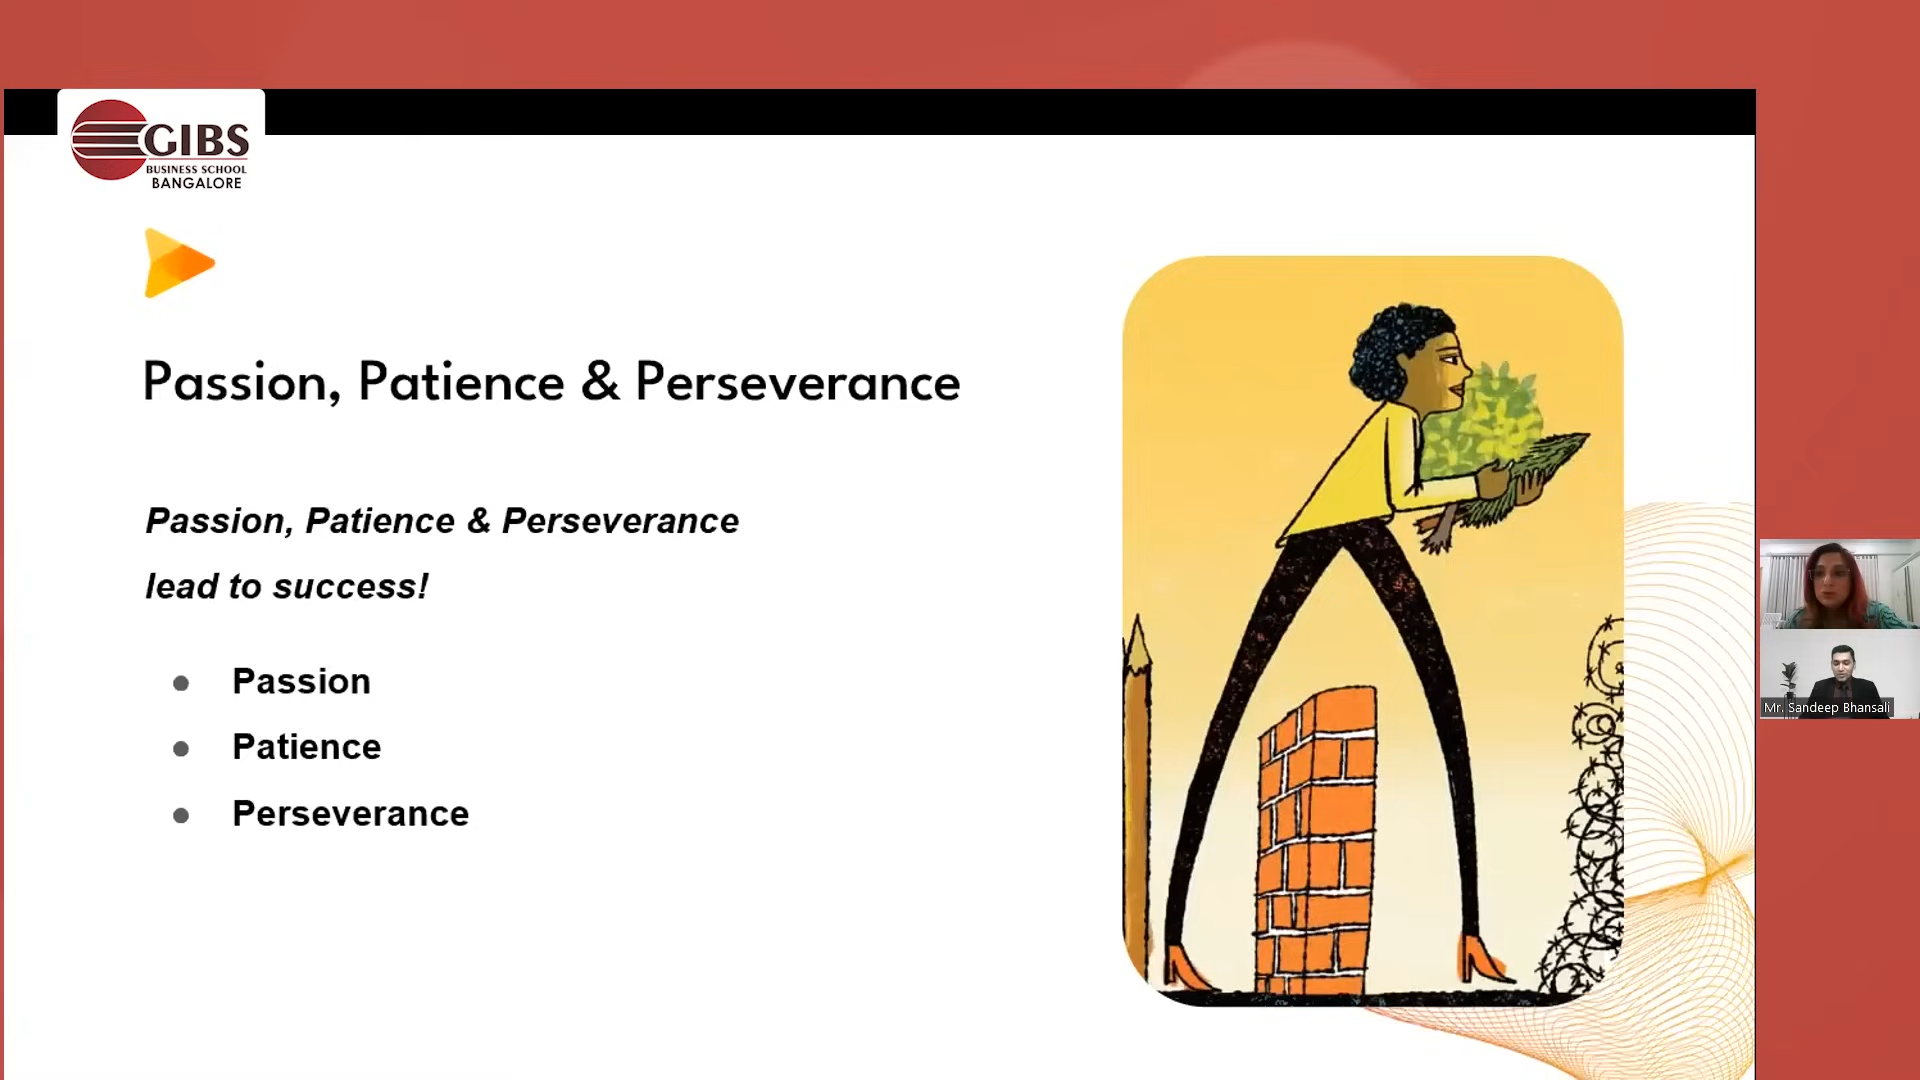 GIBS
BUSINESS SCHOOL
BANGALORE
Passion, Patience & Perseverance
Passion, Patience & Perseverance
lead to success!
Passion
Patience
Perseverance
Mr. Sandeep Bhansali